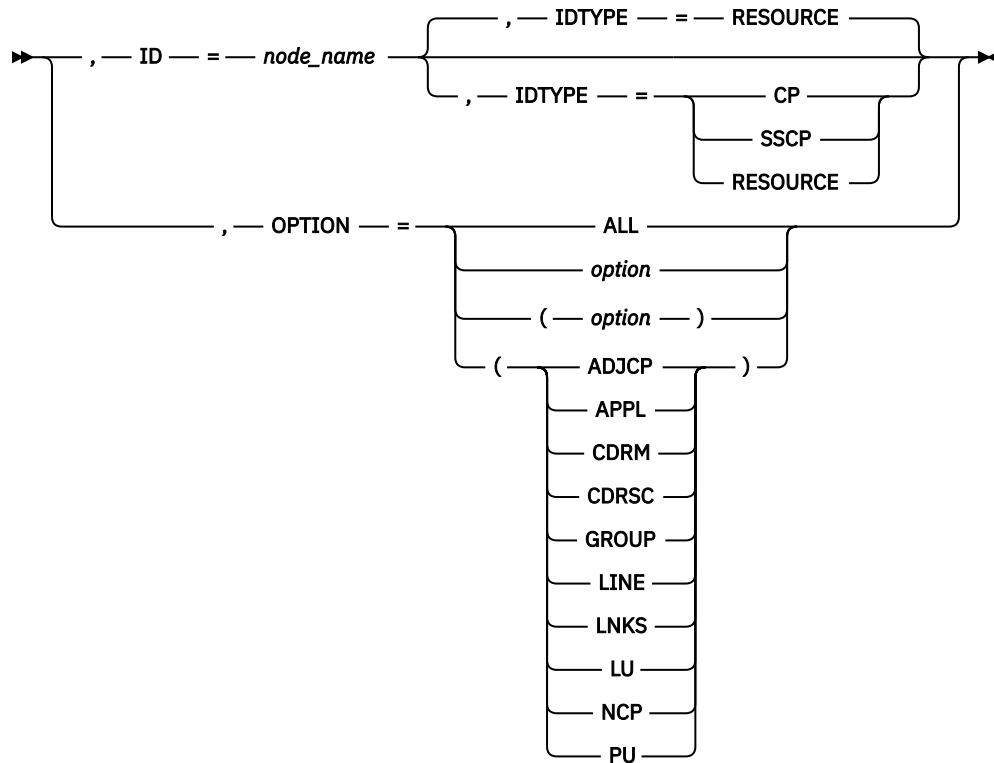 , IDTYPE = RESOURCE
, ID = node_name
, IDTYPE = CP
SSCP
RESOURCE
, OPTION = ALL
option
( option )
( ADJCP )
APPL
CDRM
CDRSC
GROUP
LINE
LNKS
LU
NCP
PU